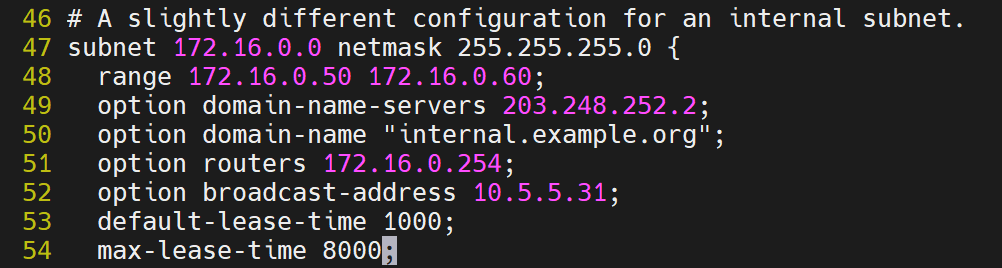 46 # A slightly different configuration for an internal subnet.
47 subnet 172.16.0.0 netmask 255.255.255.0 {
48   range 172.16.0.50 172.16.0.60;
49   option domain-name-servers 203.248.252.2;
50   option domain-name "internal.example.org";
51   option routers 172.16.0.254;
52   option broadcast-address 10.5.5.31;
53   default-lease-time 1000;
54   max-lease-time 8000;